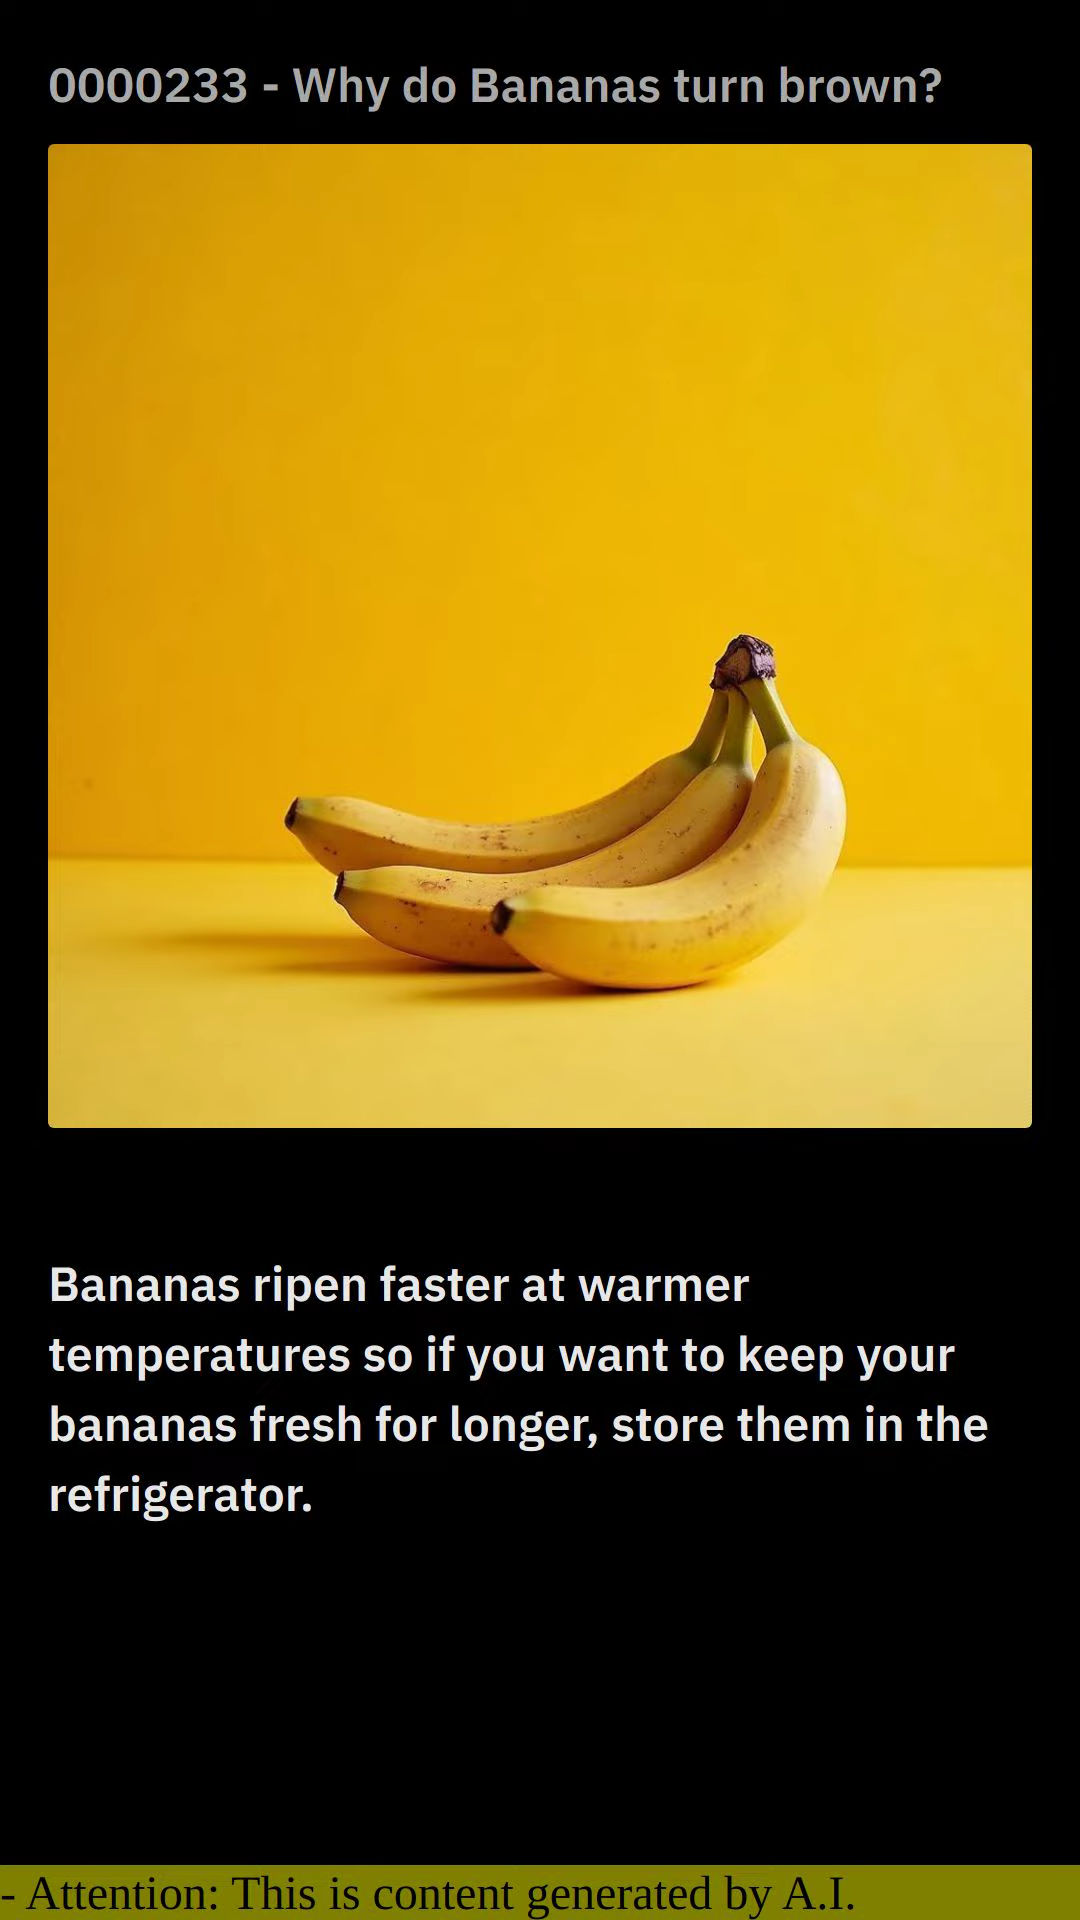 0000233 - Why do Bananas turn brown?
Bananas ripen faster at warmer
temperatures so if you want to keep your
bananas fresh for longer, store them in the
refrigerator.
- Attention: This is content generated by A.I.